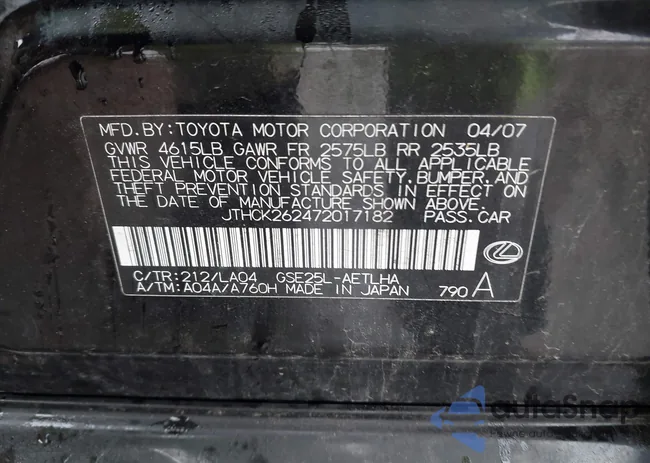 MFD. BY: TOYOTA MOTOR CORPORATION 04/07
GVWR 4615LB GAWR FR 2575LB RR 2535LB
THIS VEHICLE CONFORMS TO ALL APPLICABLE
FEDERAL MOTOR VEHICLE SAFETY, BUMPER, AND
THEFT PREVENTION STANDARDS IN EFFECT ON
THE DATE OF MANUFACTURE SHOWN ABOVE.
JTHCK262472017182 PASS. CAR
C/TR: 212/LA04 GSE25L-AETLHA
A/TM: A04A/A760H MADE IN JAPAN 790 A
autoSnap